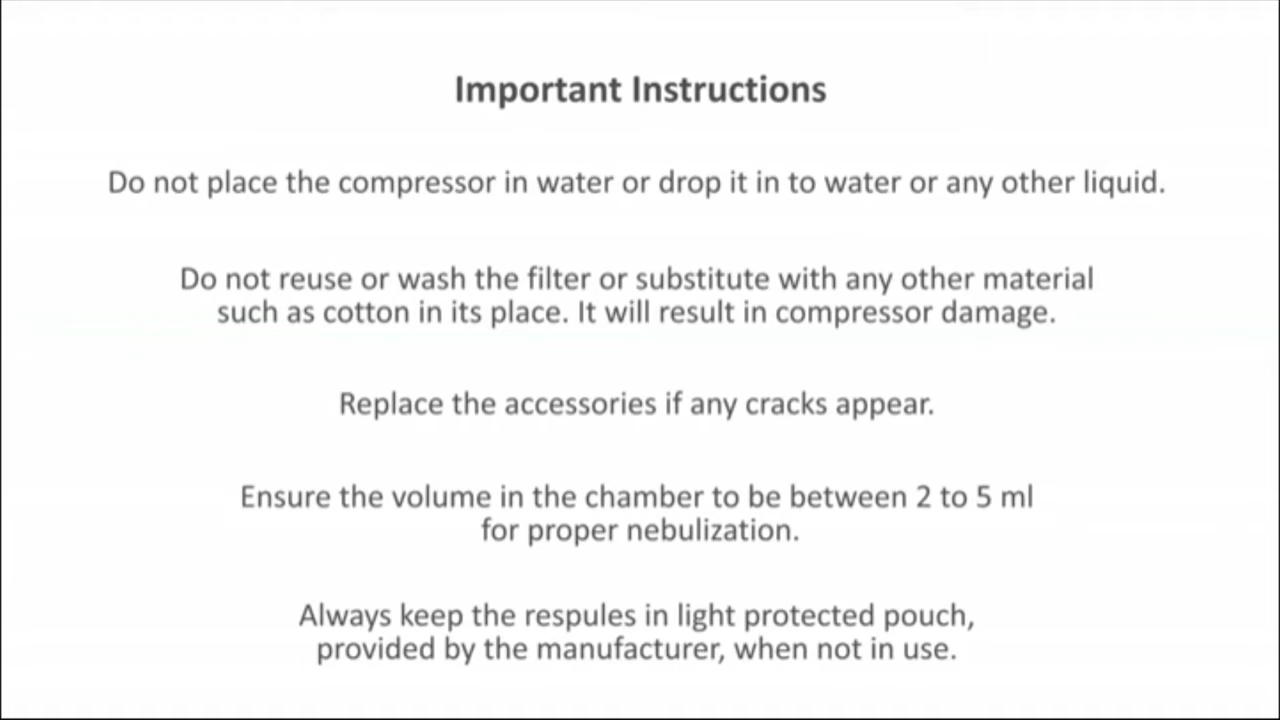 Important Instructions
Do not place the compressor in water or drop it in to water or any other liquid.
Do not reuse or wash the filter or substitute with any other material
such as cotton in its place. It will result in compressor damage.
Replace the accessories if any cracks appear.
Ensure the volume in the chamber to be between 2 to 5 ml
for proper nebulization.
Always keep the respules in light protected pouch,
provided by the manufacturer, when not in use.